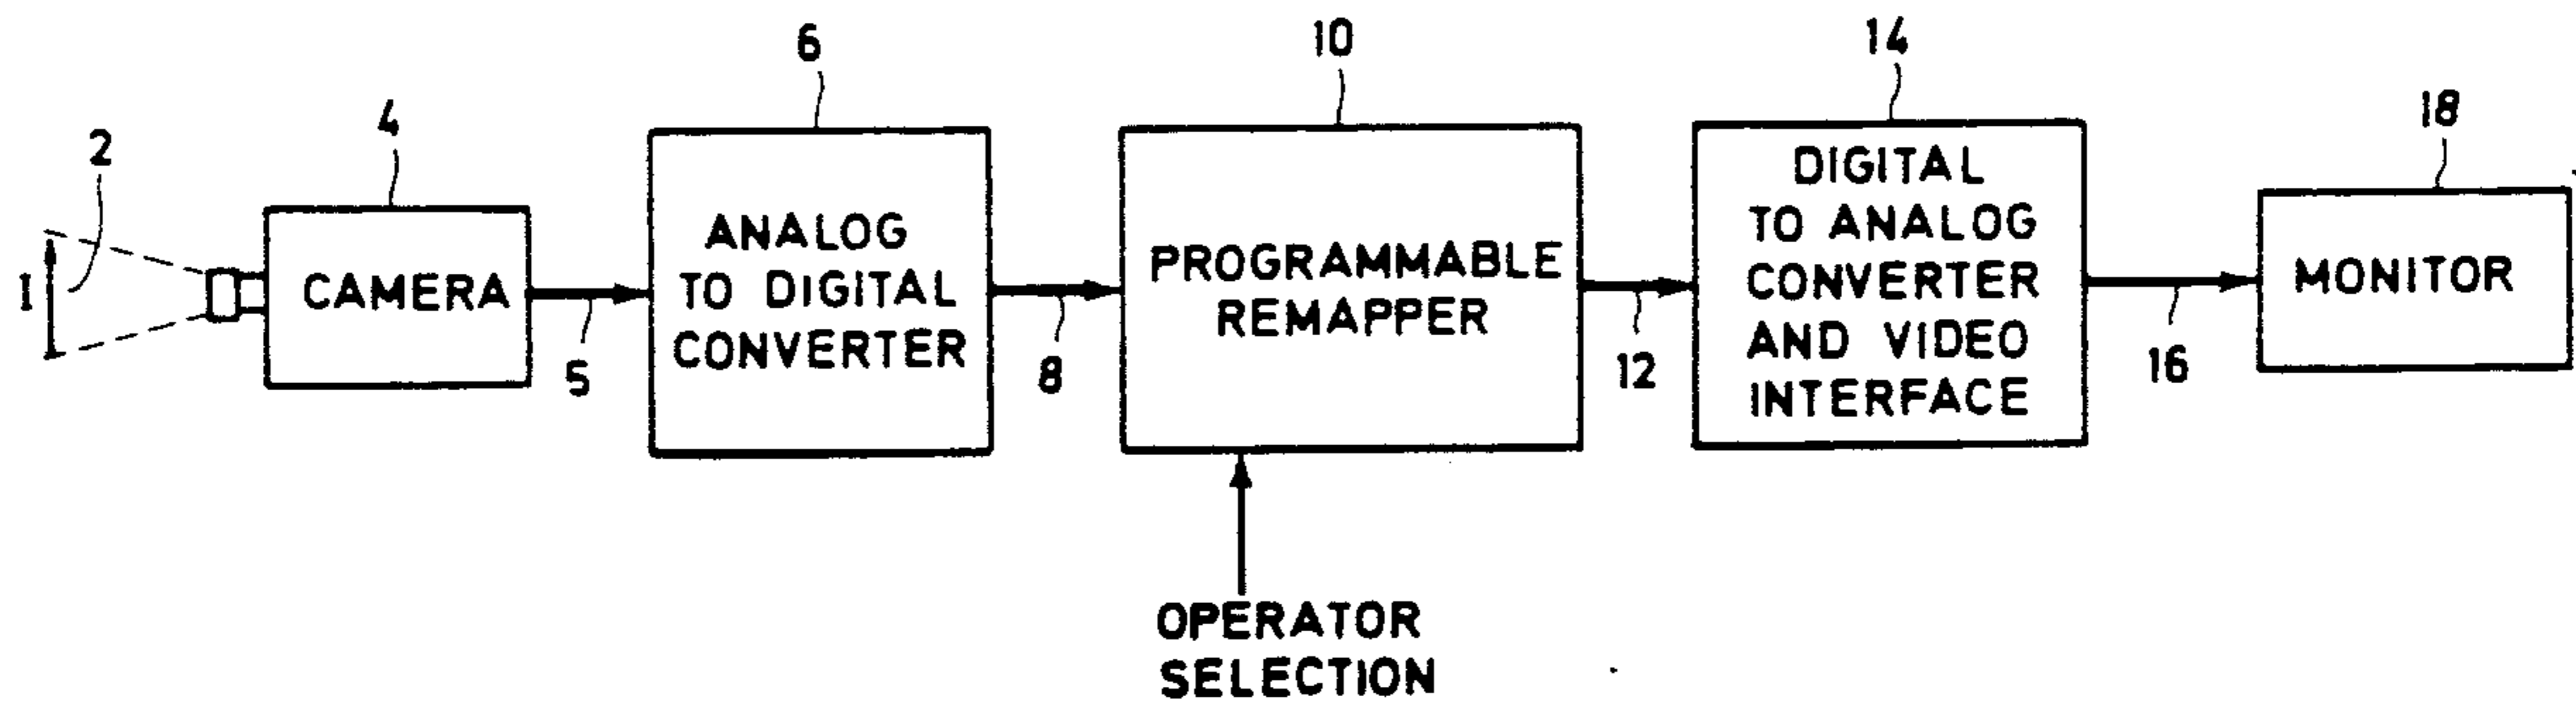 2
I
4
CAMERA
5
6
ANALOG
TO DIGITAL
CONVERTER
8
10
PROGRAMMABLE
REMAPPER
OPERATOR
SELECTION
12
14
DIGITAL
TO ANALOG
CONVERTER
AND VIDEO
INTERFACE
16
18
MONITOR